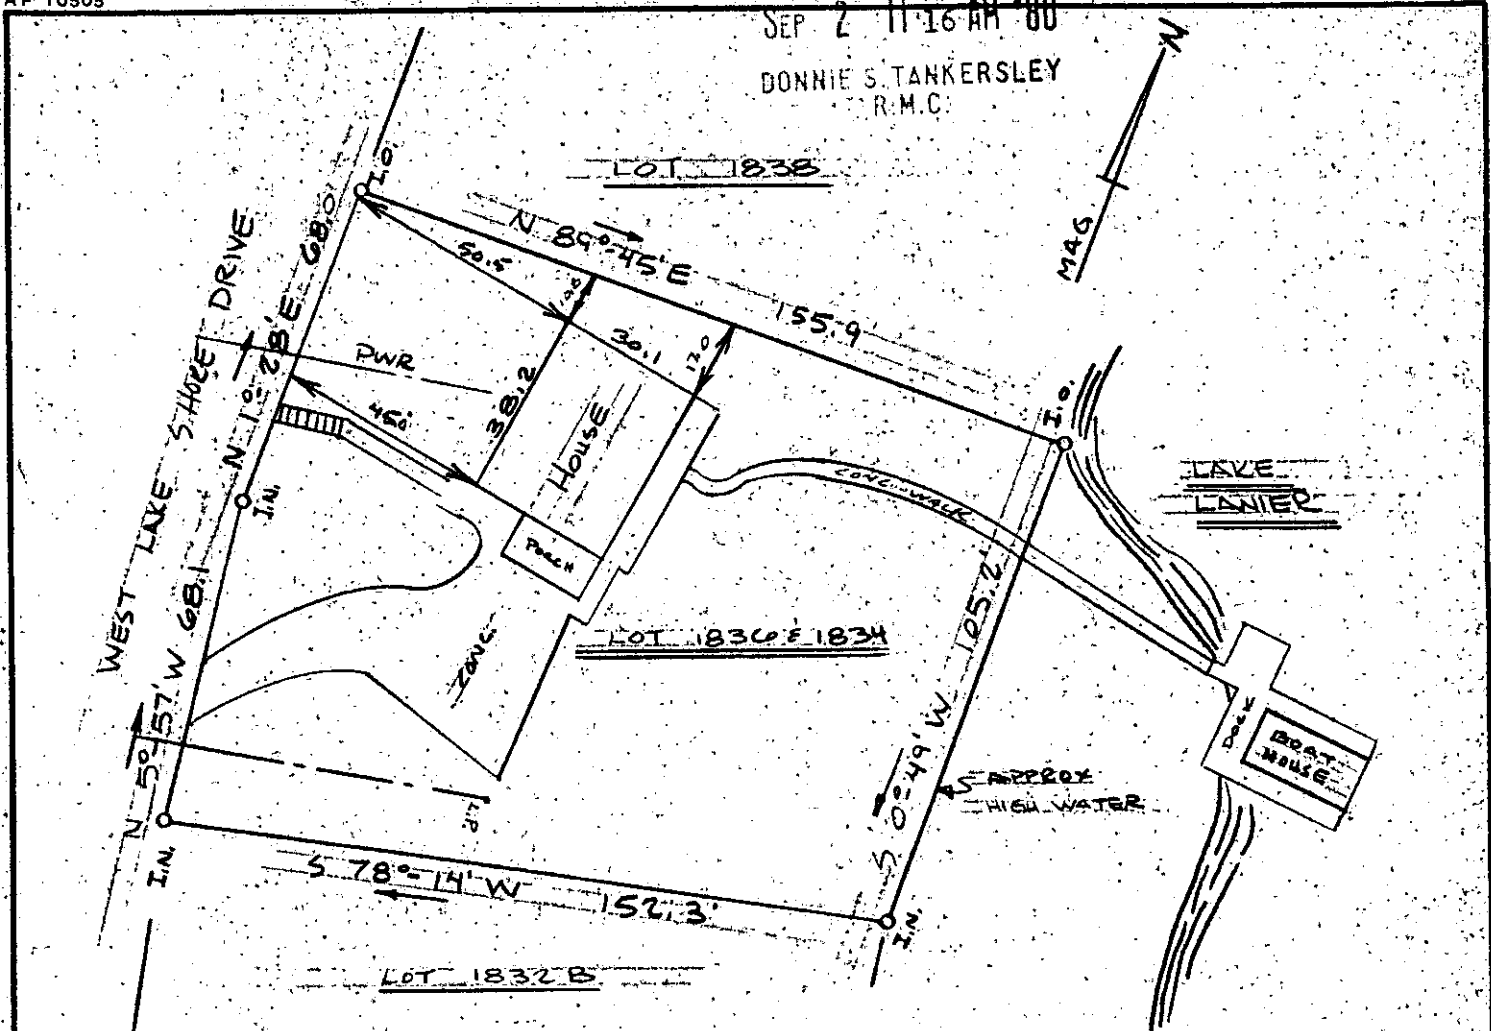 SEP 2 11 16 AM '80
DONNIE S. TANKERSLEY
R.M.C.
N
MAG.
LOT 1838
I.O.
N 89°-45' E 155.9'
50.5
30.1
12.0
38.2
PWR
45.0'
HOUSE
PORCH
WEST LAKE SHORE DRIVE
N 1°-28' E 68.0'
I.N.
N 5°-57' W 68.1
I.N.
CONC. WALK
I.O.
LAKE
LANIER
LOT 1836 & 1834
S 0°-49' W 105.2'
DOCK
BOAT
HOUSE
APPROX
HIGH WATER
L.P.
S 78°-14' W 152.3'
I.N.
LOT 1832 B